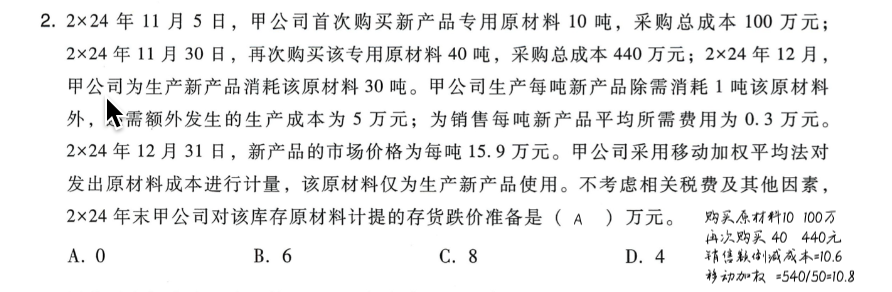 2. 2×24 年 11 月 5 日，甲公司首次购买新产品专用原材料 10 吨，采购总成本 100 万元；
2×24 年 11 月 30 日，再次购买该专用原材料 40 吨，采购总成本 440 万元；2×24 年 12 月，
甲公司为生产新产品消耗该原材料 30 吨。甲公司生产每吨新产品除需消耗 1 吨该原材料
外，需额外发生的生产成本为 5 万元；为销售每吨新产品平均所需费用为 0.3 万元。
2×24 年 12 月 31 日，新产品的市场价格为每吨 15.9 万元。甲公司采用移动加权平均法对
发出原材料成本进行计量，该原材料仅为生产新产品使用。不考虑相关税费及其他因素，
2×24 年末甲公司对该库存原材料计提的存货跌价准备是（ A ）万元。
A. 0 B. 6 C. 8 D. 4
购买原材料10 100万
再次购买 40 440元
销售款倒减成本=10.6
移动加权 =540/50=10.8